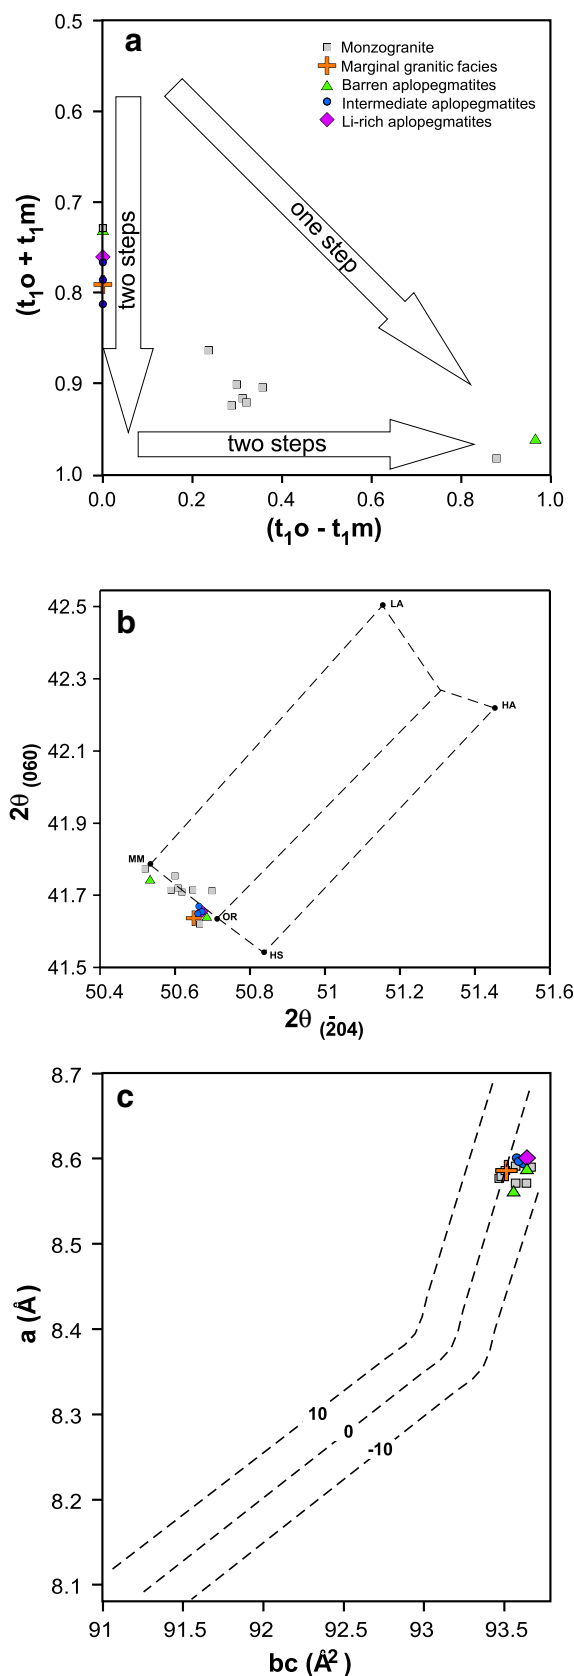 a
Monzogranite
Marginal granitic facies
Barren aplopegmatites
Intermediate aplopegmatites
Li-rich aplopegmatites
0.5
0.6
0.7
0.8
0.9
1.0
(t₁o + t₁m)
two steps
one step
two steps
0.0 0.2 0.4 0.6 0.8 1.0
(t₁o - t₁m)
b
42.5
42.3
42.1
41.9
41.7
41.5
2θ (060)
LA
HA
MM
OR
HS
50.4 50.6 50.8 51 51.2 51.4 51.6
2θ (2̄04)
c
8.7
8.6
8.5
8.4
8.3
8.2
8.1
a (Å)
10
0
-10
91 91.5 92 92.5 93 93.5
bc (Å²)